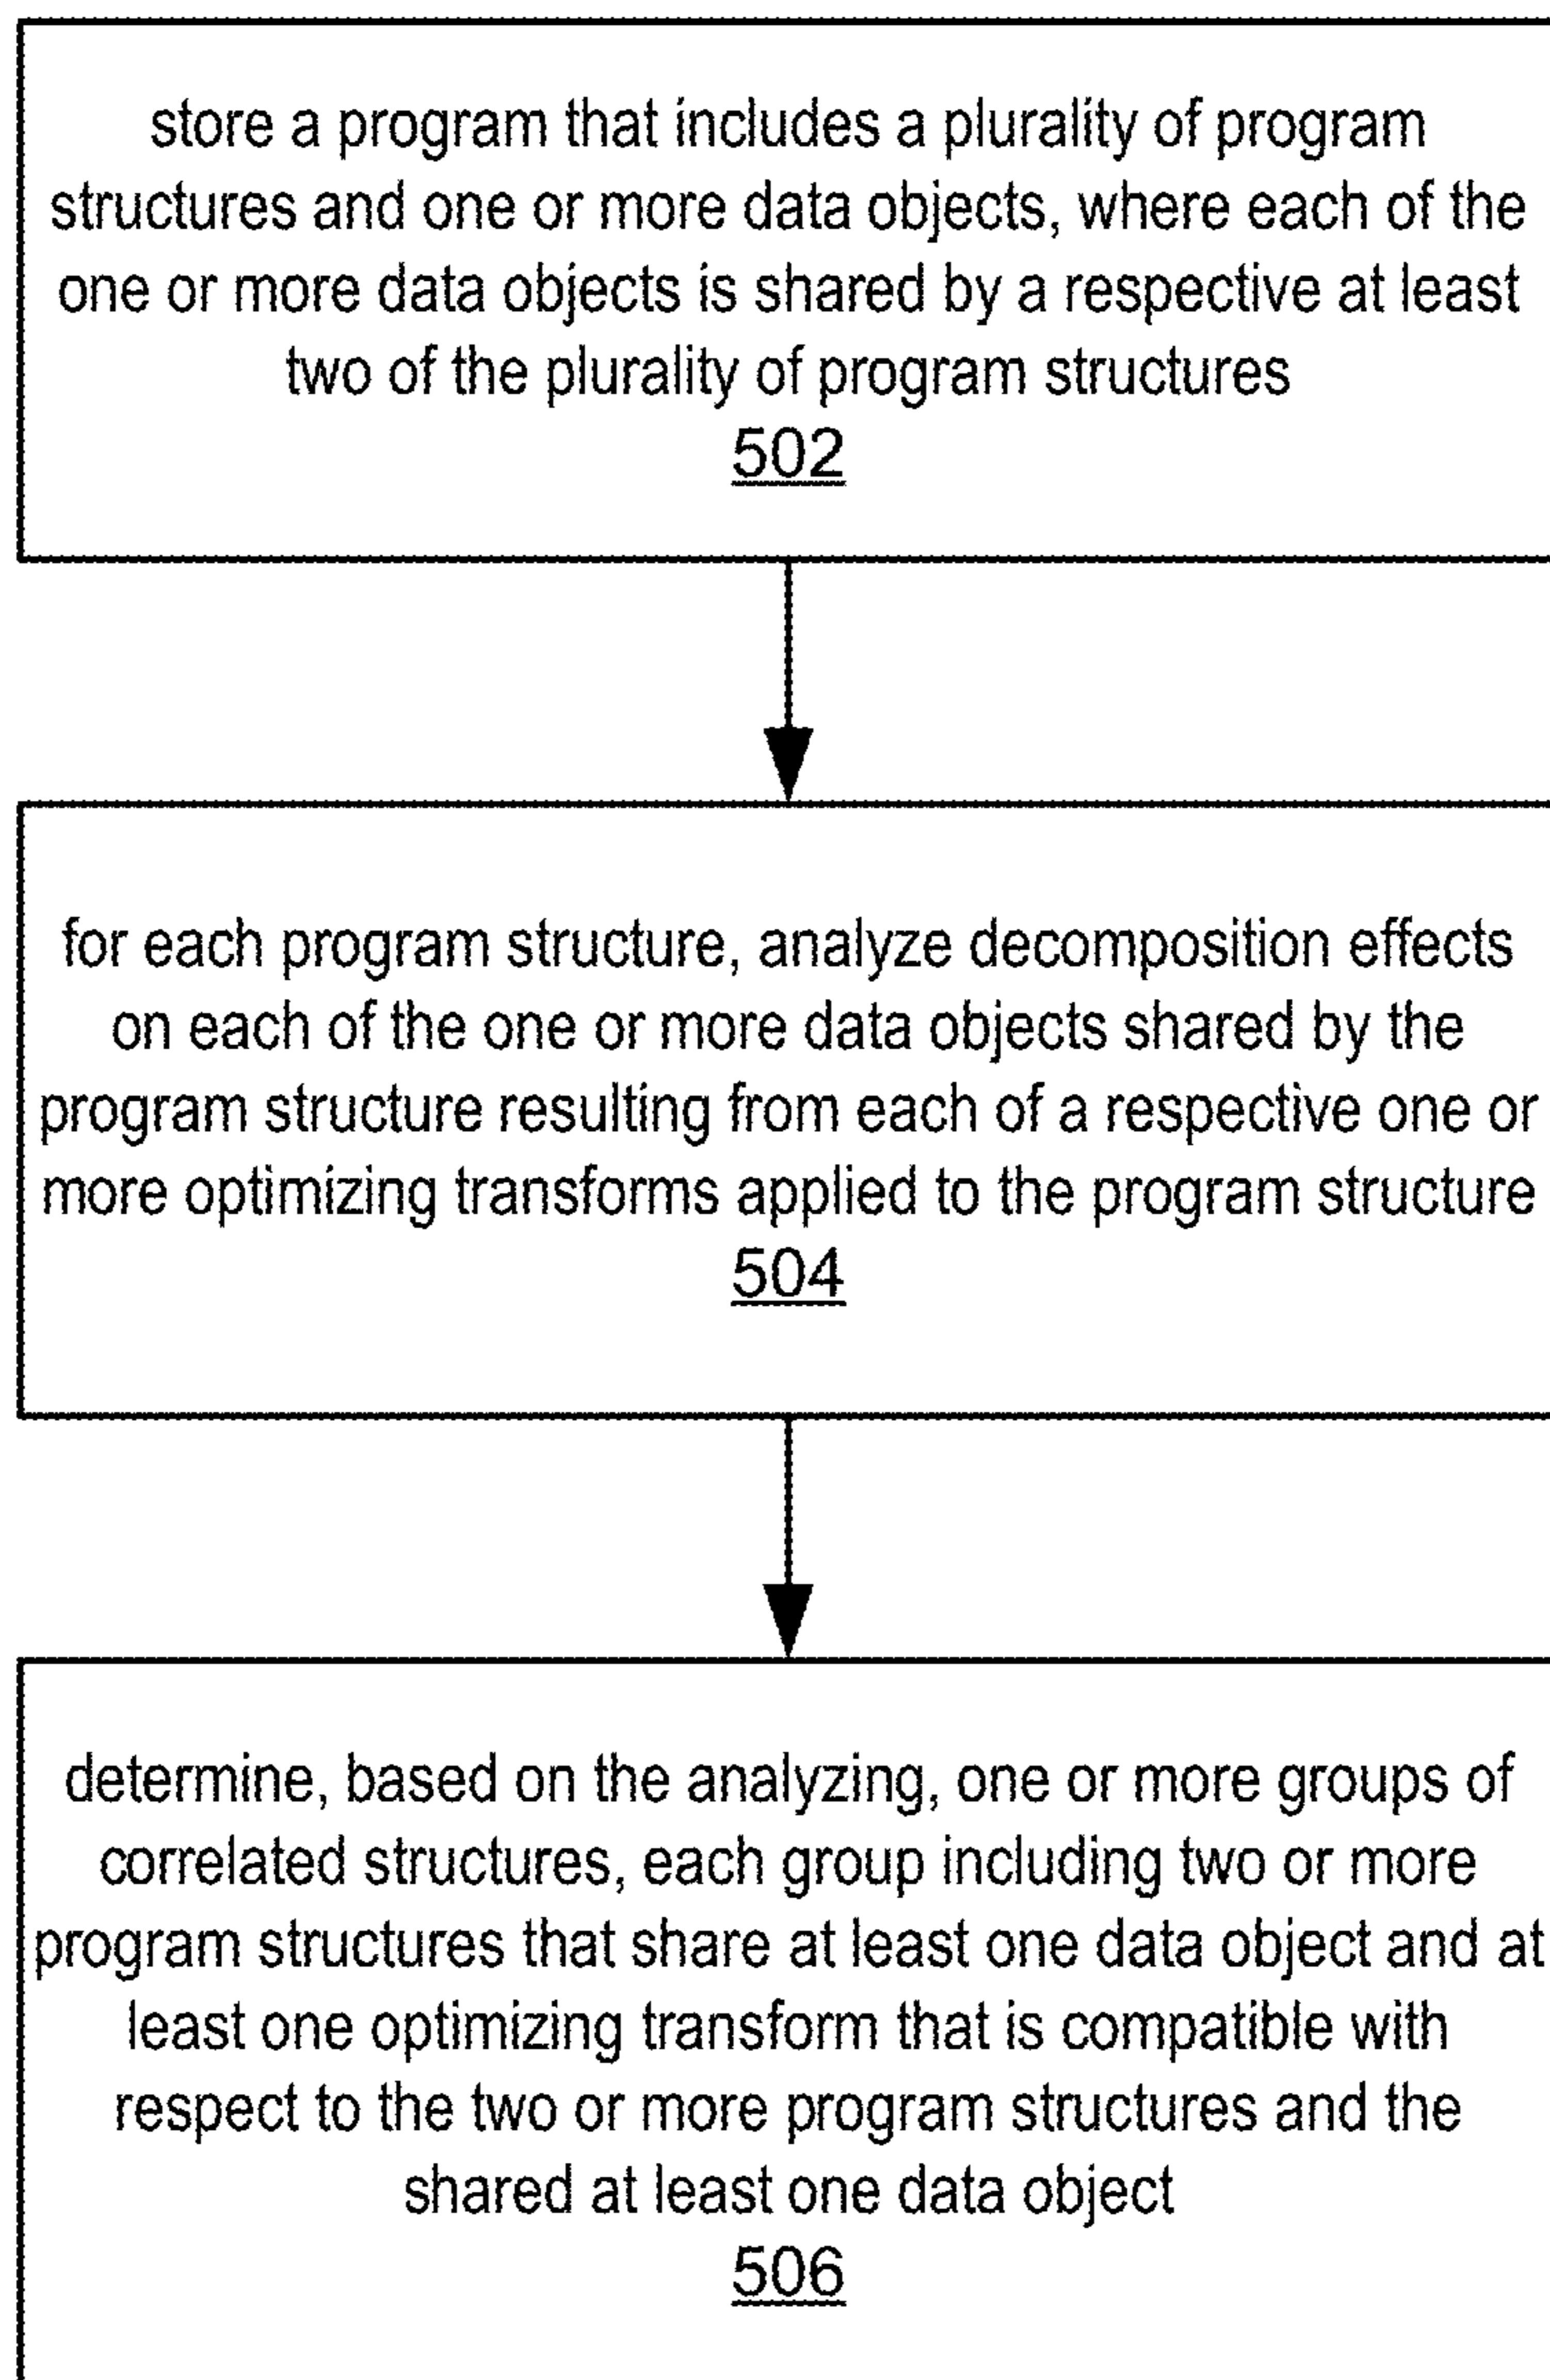 store a program that includes a plurality of program
structures and one or more data objects, where each of the
one or more data objects is shared by a respective at least
two of the plurality of program structures
502
for each program structure, analyze decomposition effects
on each of the one or more data objects shared by the
program structure resulting from each of a respective one or
more optimizing transforms applied to the program structure
504
determine, based on the analyzing, one or more groups of
correlated structures, each group including two or more
program structures that share at least one data object and at
least one optimizing transform that is compatible with
respect to the two or more program structures and the
shared at least one data object
506